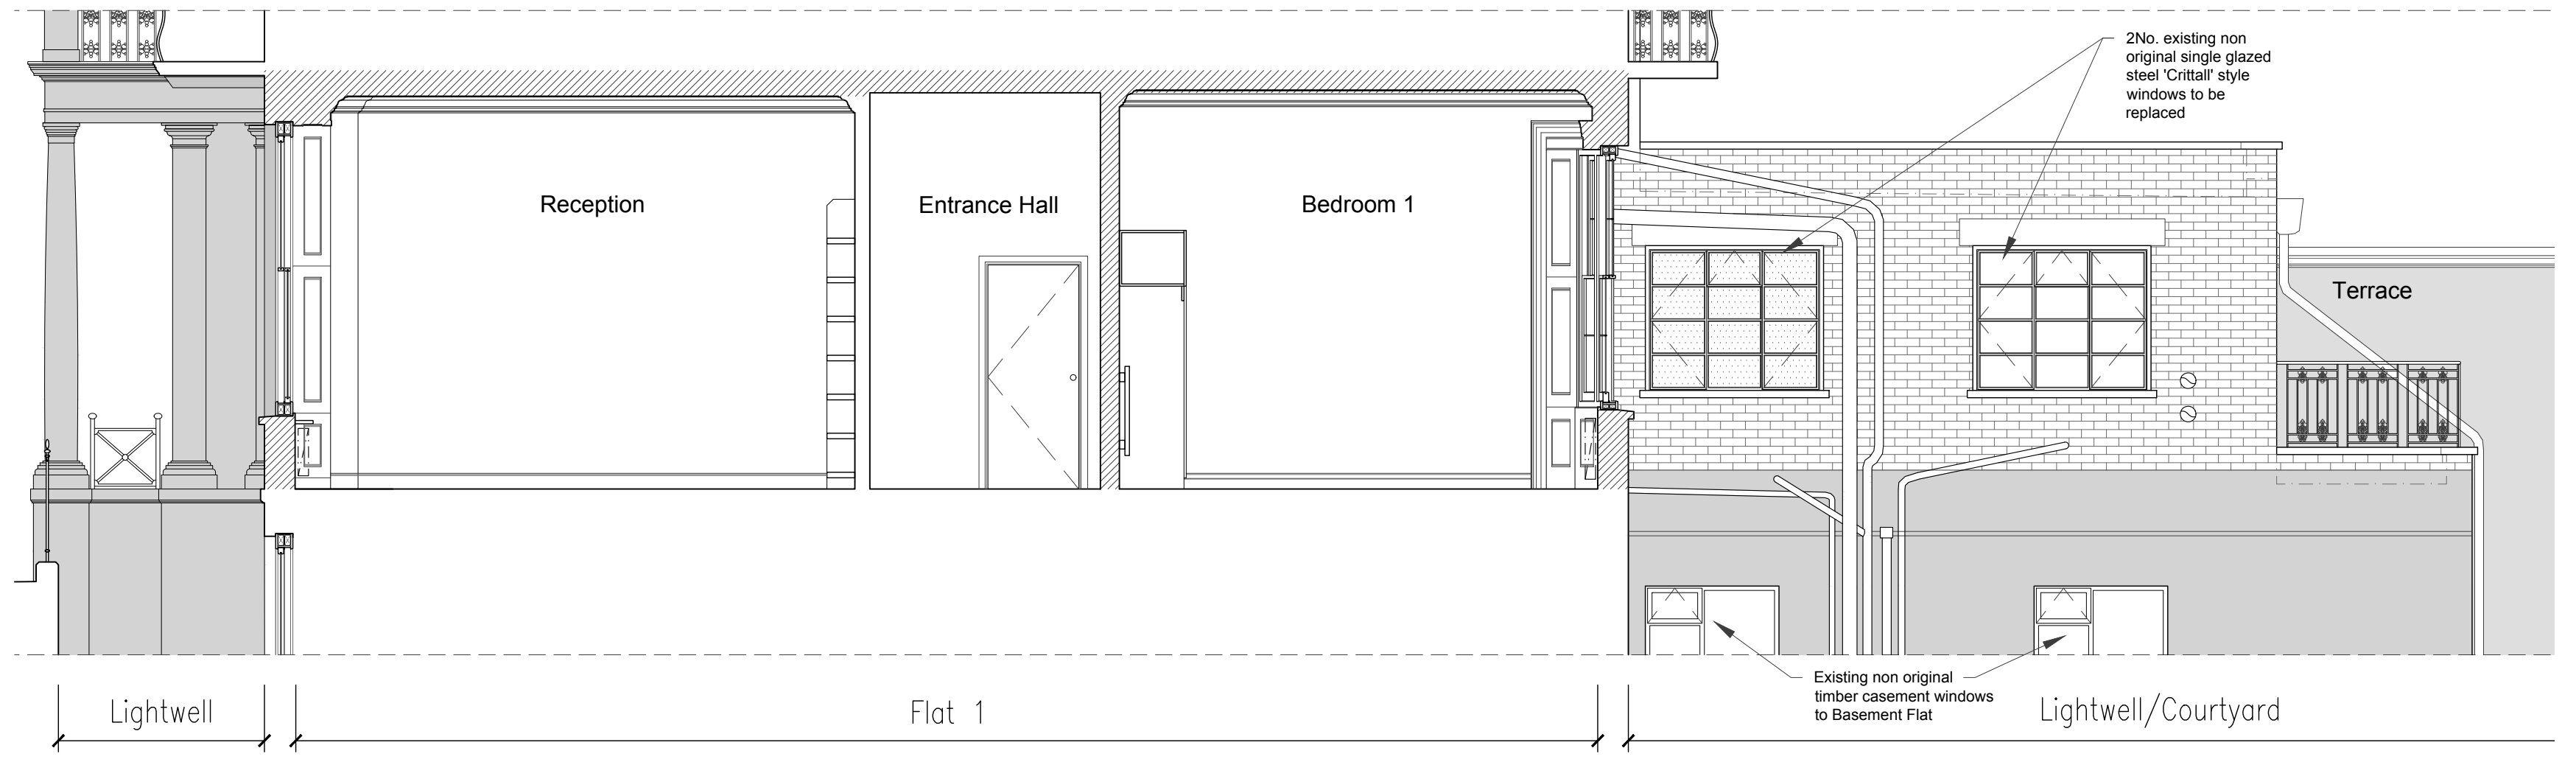 2No. existing non
original single glazed
steel 'Crittall' style
windows to be
replaced
Reception
Entrance Hall
Bedroom 1
Terrace
Existing non original
timber casement windows
to Basement Flat
Lightwell
Flat 1
Lightwell/Courtyard